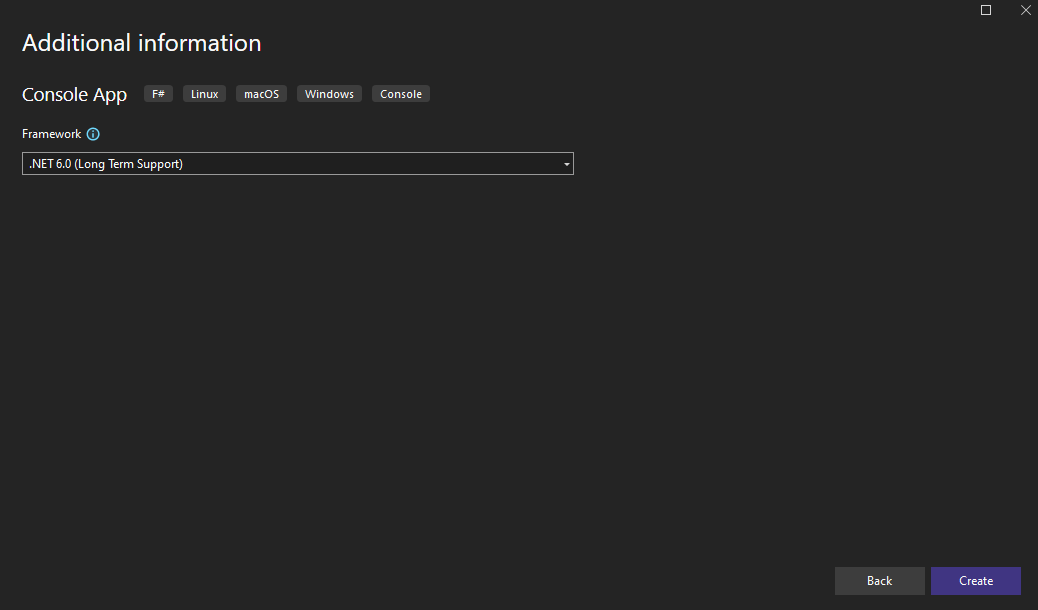 Additional information
Console App F# Linux macOS Windows Console
Framework
.NET 6.0 (Long Term Support)
Back Create